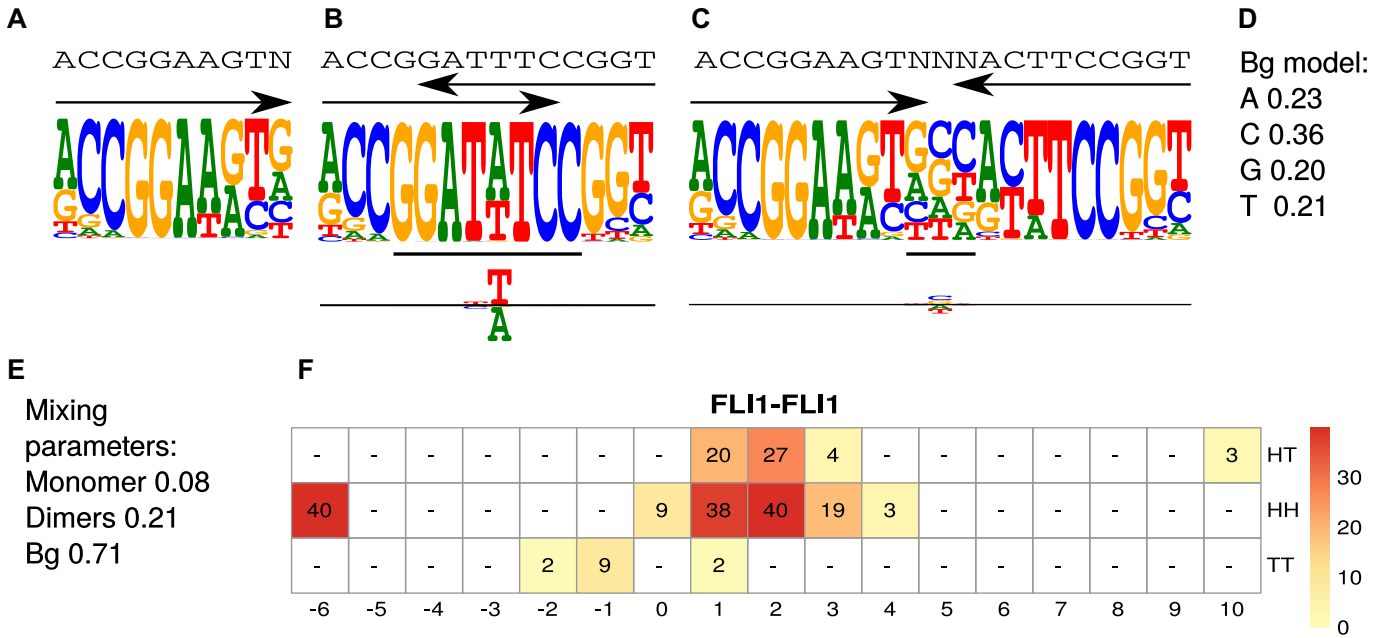 A
B
C
D
ACCGGAAGTN
ACCGGATTTCCGGT
ACCGGAAGTNNNACTTCCGGT
Bg model:
A 0.23
C 0.36
G 0.20
T 0.21
E
Mixing
parameters:
Monomer 0.08
Dimers 0.21
Bg 0.71
F
FLI1-FLI1
- - - - - - - 20 27 4 - - - - - - 3 HT
40 - - - - - 9 38 40 19 3 - - - - - - HH
- - - - 2 9 - 2 - - - - - - - - - TT
-6 -5 -4 -3 -2 -1 0 1 2 3 4 5 6 7 8 9 10
30
20
10
0